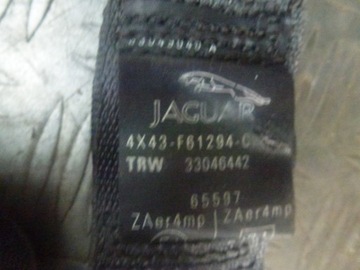 JAGUAR
4X43-F61294-C
TRW 33046442
65597
ZAer4mp ZAer4mp